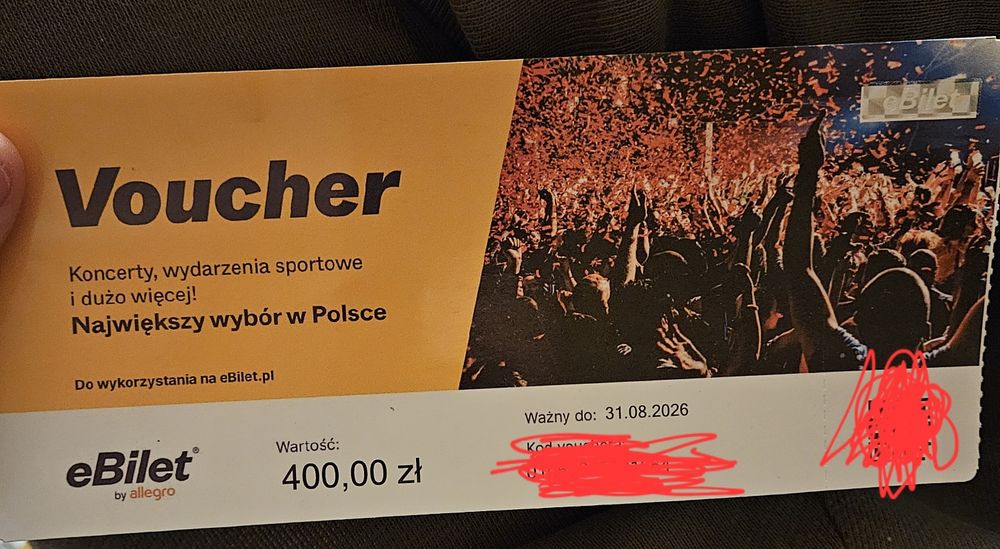 eBilet
Voucher
Koncerty, wydarzenia sportowe
i dużo więcej!
Największy wybór w Polsce
Do wykorzystania na eBilet.pl
eBilet®
by allegro
Wartość:
400,00 zł
Ważny do: 31.08.2026
Kod